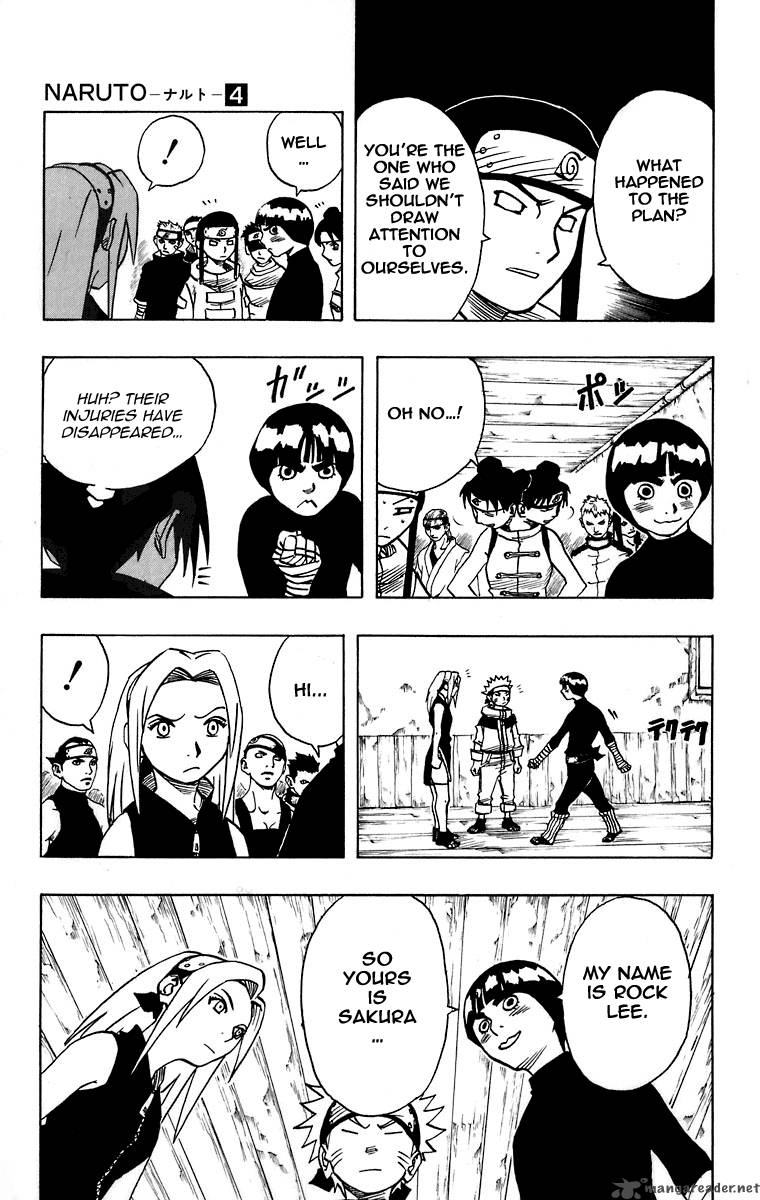 NARUTO—ナルト—4
WHAT
HAPPENED
TO THE
PLAN?
YOU'RE THE
ONE WHO
SAID WE
SHOULDN'T
DRAW
ATTENTION
TO
OURSELVES.
WELL
...
!
ポッ
OH NO...!
ガッッ
HUH? THEIR
INJURIES HAVE
DISAPPEARED...
テクテク
HI...
!
MY NAME
IS ROCK
LEE.
SO
YOURS
IS
SAKURA
...
mangareader.net